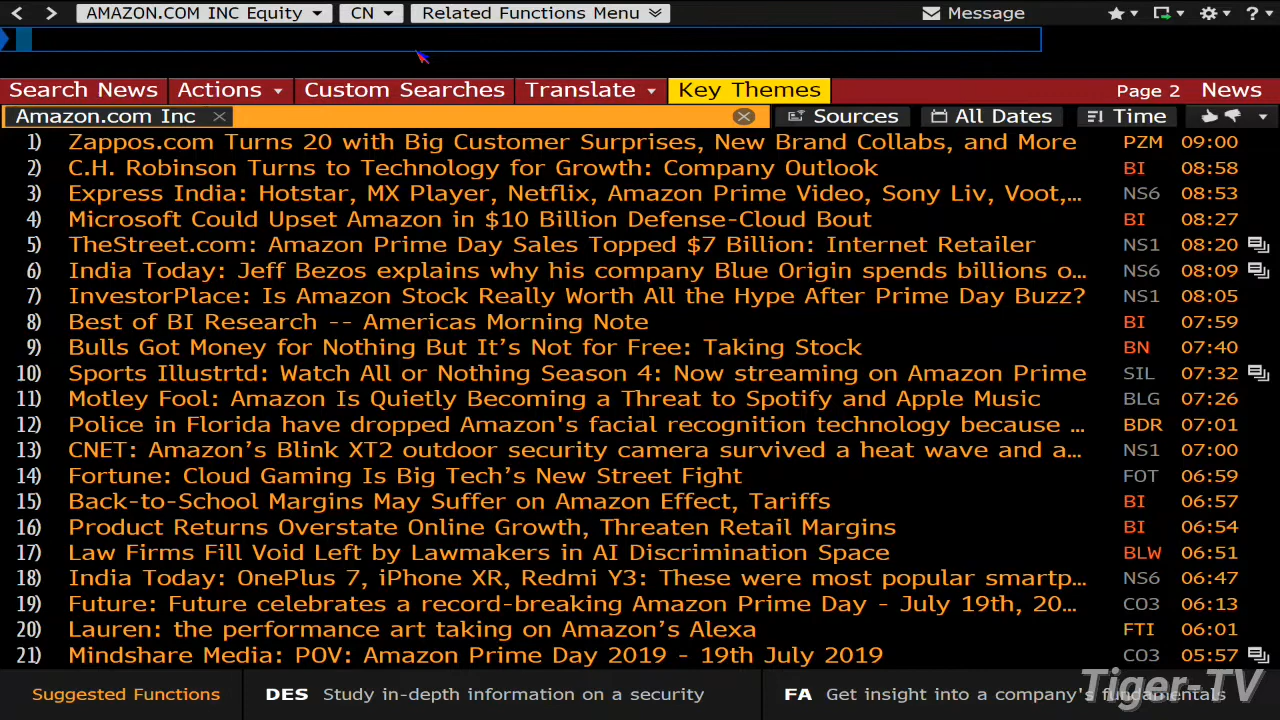 AMAZON.COM INC Equity CN Related Functions Menu Message ?
Search News Actions Custom Searches Translate Key Themes Page 2 News
Amazon.com Inc Sources All Dates Time
1) Zappos.com Turns 20 with Big Customer Surprises, New Brand Collabs, and More PZM 09:00
2) C.H. Robinson Turns to Technology for Growth: Company Outlook BI 08:58
3) Express India: Hotstar, MX Player, Netflix, Amazon Prime Video, Sony Liv, Voot,... NS6 08:53
4) Microsoft Could Upset Amazon in $10 Billion Defense-Cloud Bout BI 08:27
5) TheStreet.com: Amazon Prime Day Sales Topped $7 Billion: Internet Retailer NS1 08:20
6) India Today: Jeff Bezos explains why his company Blue Origin spends billions o... NS6 08:09
7) InvestorPlace: Is Amazon Stock Really Worth All the Hype After Prime Day Buzz? NS1 08:05
8) Best of BI Research -- Americas Morning Note BI 07:59
9) Bulls Got Money for Nothing But It’s Not for Free: Taking Stock BN 07:40
10) Sports Illustrtd: Watch All or Nothing Season 4: Now streaming on Amazon Prime SIL 07:32
11) Motley Fool: Amazon Is Quietly Becoming a Threat to Spotify and Apple Music BLG 07:26
12) Police in Florida have dropped Amazon's facial recognition technology because ... BDR 07:01
13) CNET: Amazon’s Blink XT2 outdoor security camera survived a heat wave and a... NS1 07:00
14) Fortune: Cloud Gaming Is Big Tech’s New Street Fight FOT 06:59
15) Back-to-School Margins May Suffer on Amazon Effect, Tariffs BI 06:57
16) Product Returns Overstate Online Growth, Threaten Retail Margins BI 06:54
17) Law Firms Fill Void Left by Lawmakers in AI Discrimination Space BLW 06:51
18) India Today: OnePlus 7, iPhone XR, Redmi Y3: These were most popular smartp... NS6 06:47
19) Future: Future celebrates a record-breaking Amazon Prime Day - July 19th, 20... CO3 06:13
20) Lauren: the performance art taking on Amazon’s Alexa FTI 06:01
21) Mindshare Media: POV: Amazon Prime Day 2019 - 19th July 2019 CO3 05:57
Suggested Functions DES Study in-depth information on a security FA Get insight into a company's fundamentals
Tiger-TV